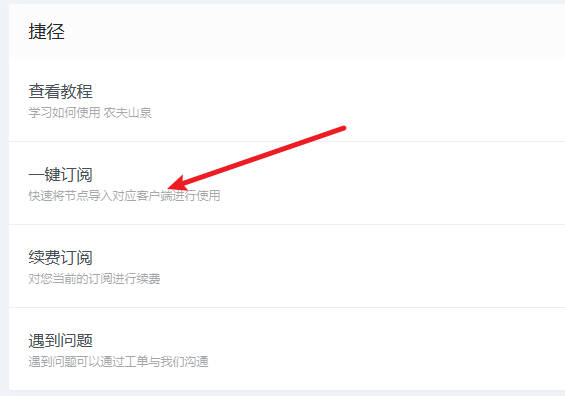 捷径
查看教程
学习如何使用 农夫山泉
一键订阅
快速将节点导入对应客户端进行使用
续费订阅
对您当前的订阅进行续费
遇到问题
遇到问题可以通过工单与我们沟通